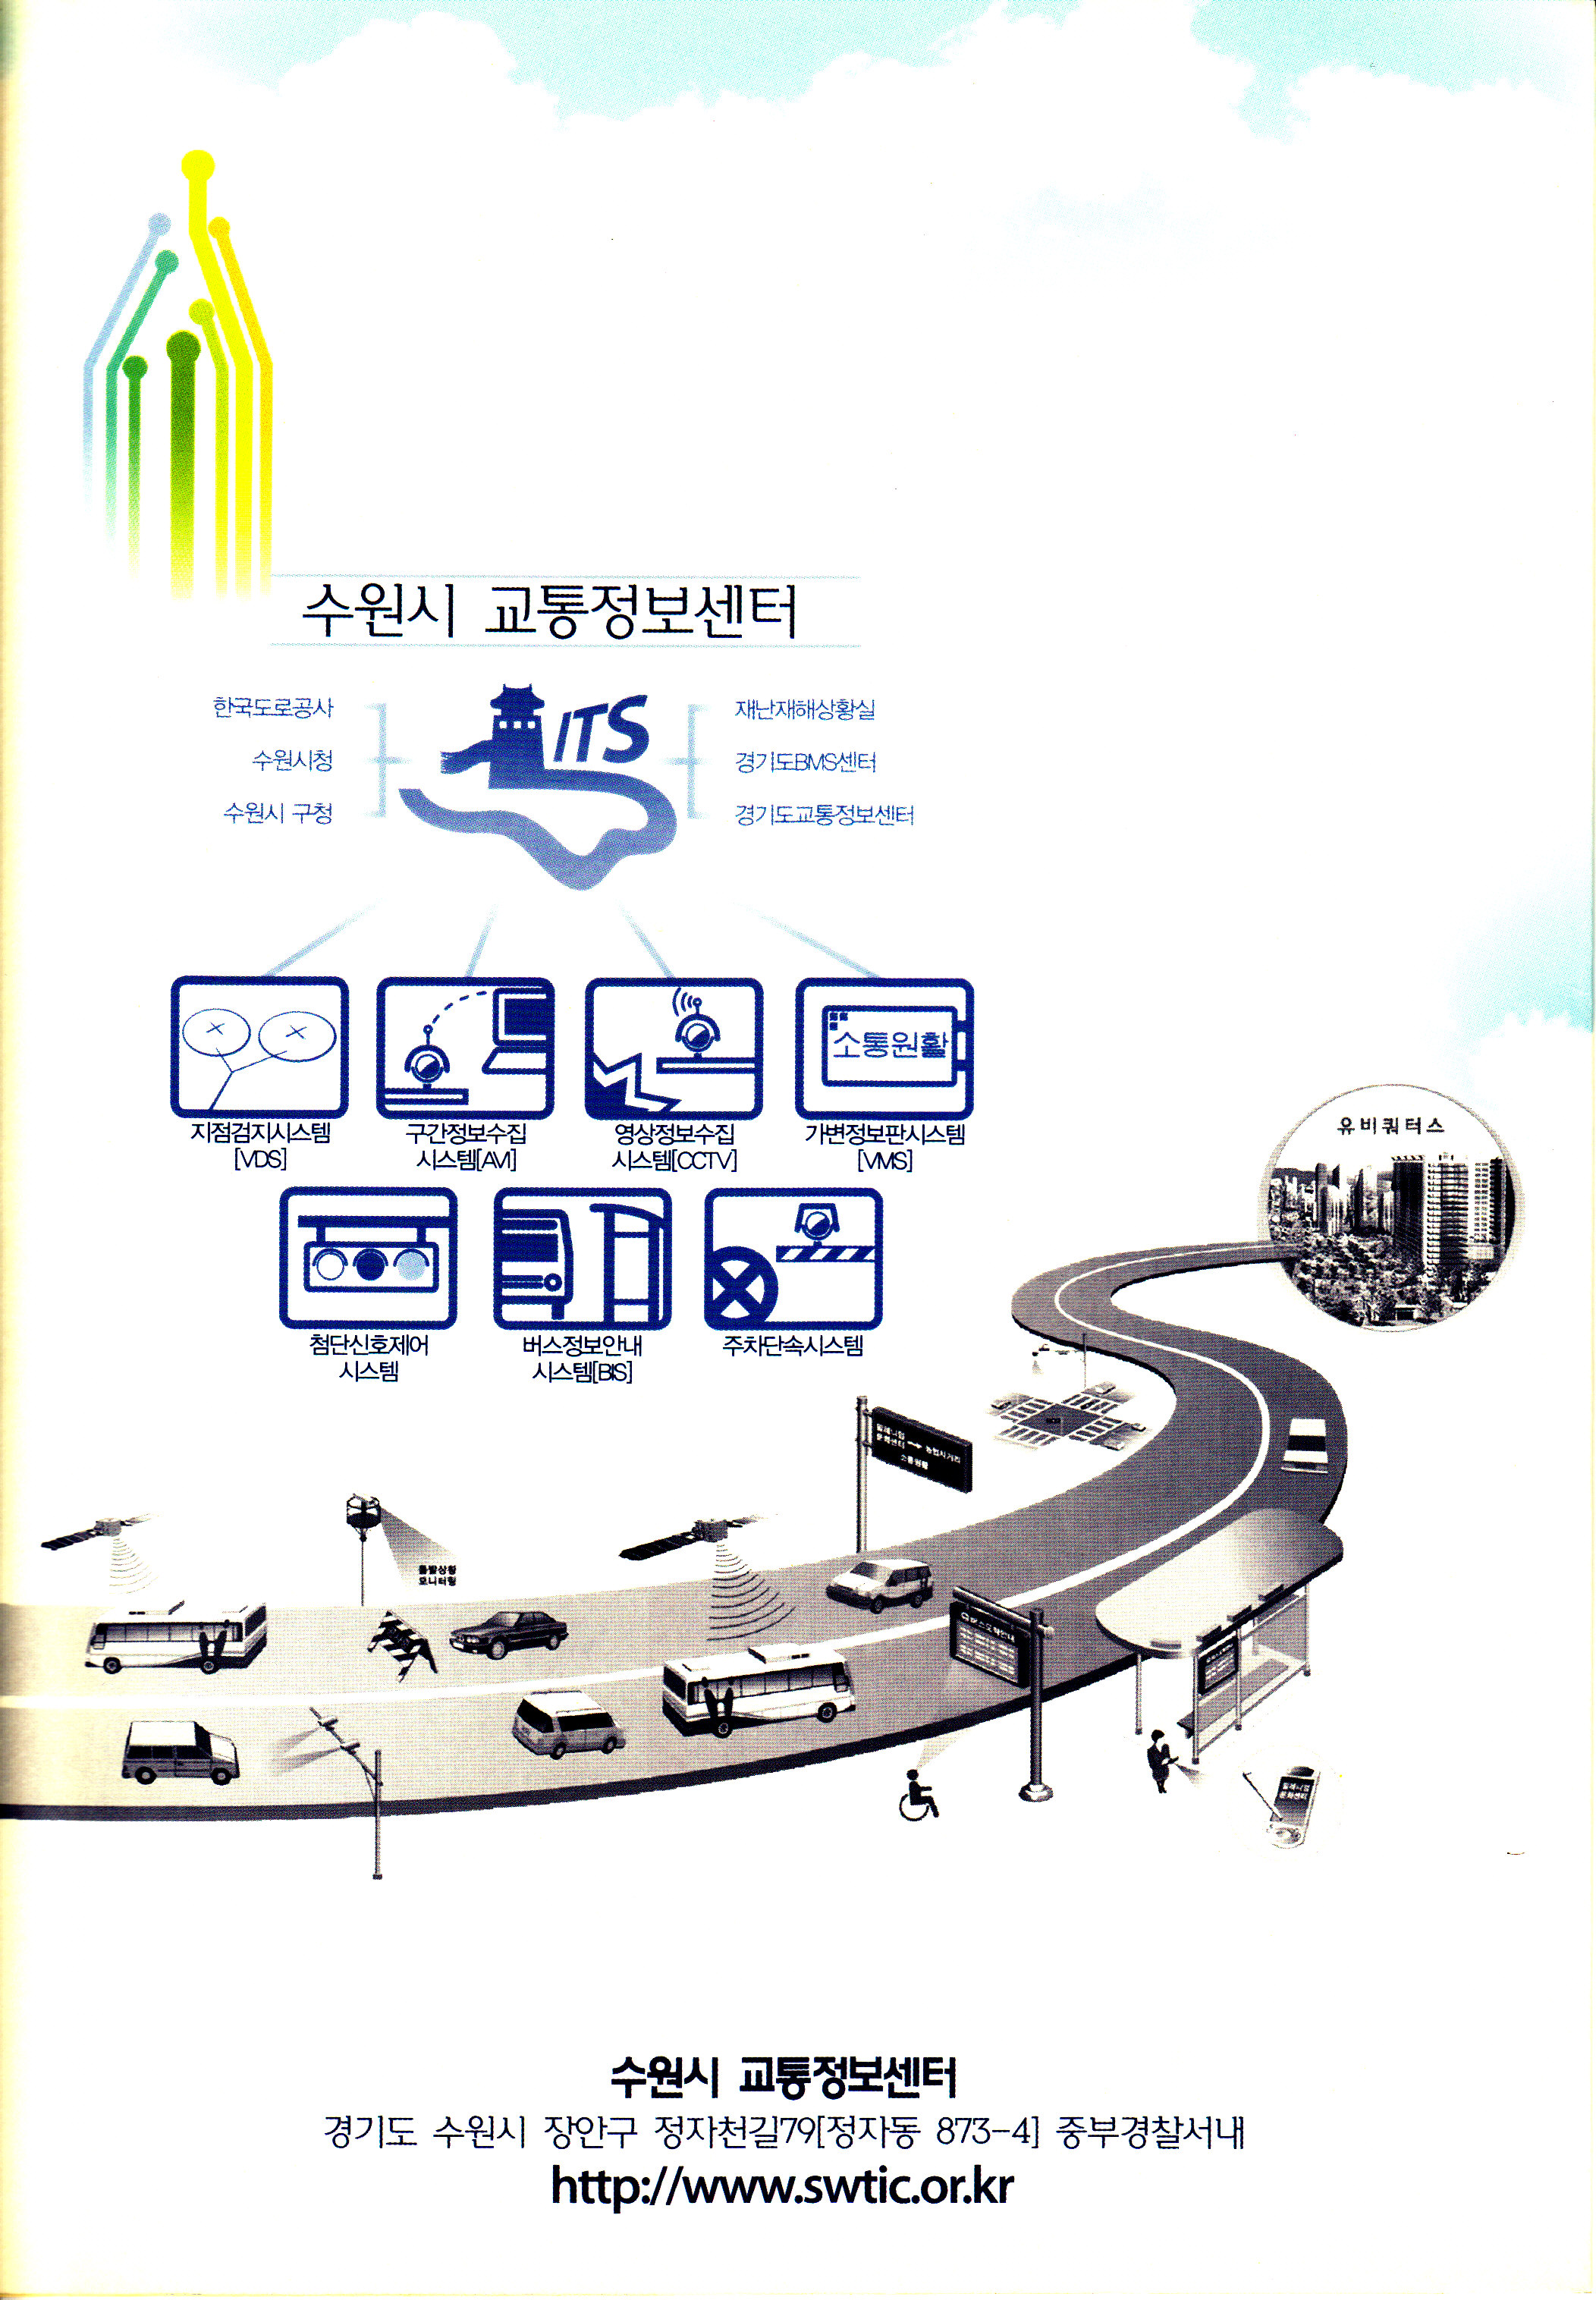 수원시 교통정보센터
한국도로공사
수원시청
수원시 구청
ITS
재난재해상황실
경기도BMS센터
경기도교통정보센터
소통원활
지점검지시스템
[VDS]
구간정보수집
시스템[AVI]
영상정보수집
시스템[CCTV]
가변정보판시스템
[VMS]
첨단신호제어
시스템
버스정보안내
시스템[BIS]
주차단속시스템
유비쿼터스
돌발상황
모니터링
수원시 교통정보센터
경기도 수원시 장안구 정자천길79[정자동 873-4] 중부경찰서내
http://www.swtic.or.kr